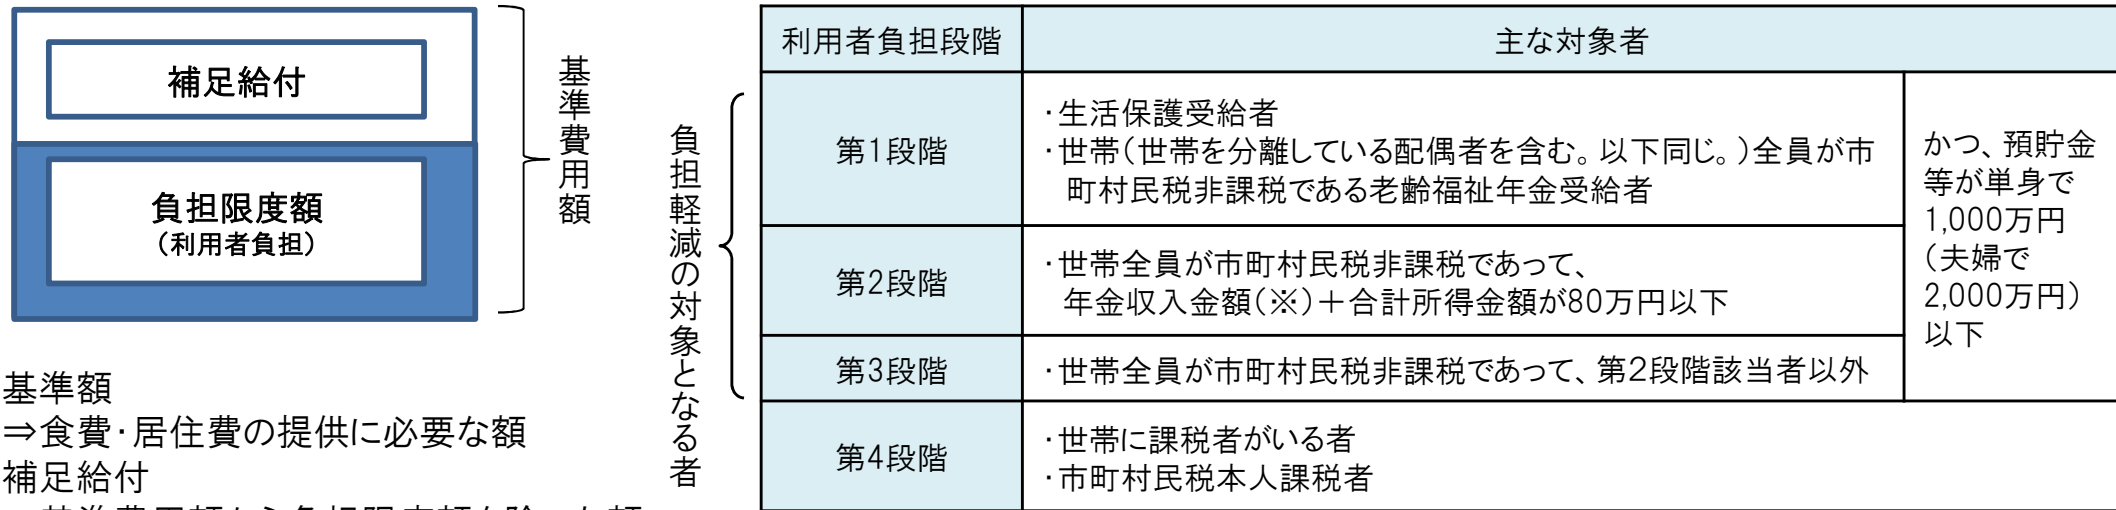 補足給付
負担限度額
（利用者負担）
基準費用額
基準額
⇒食費・居住費の提供に必要な額
補足給付
負担軽減の対象となる者
利用者負担段階
主な対象者
第1段階
・生活保護受給者
・世帯（世帯を分離している配偶者を含む。以下同じ。）全員が市
町村民税非課税である老齢福祉年金受給者
かつ、預貯金
等が単身で
1,000万円
（夫婦で
2,000万円）
以下
第2段階
・世帯全員が市町村民税非課税であって、
年金収入金額（※）＋合計所得金額が80万円以下
第3段階
・世帯全員が市町村民税非課税であって、第２段階該当者以外
第4段階
・世帯に課税者がいる者
・市町村民税本人課税者